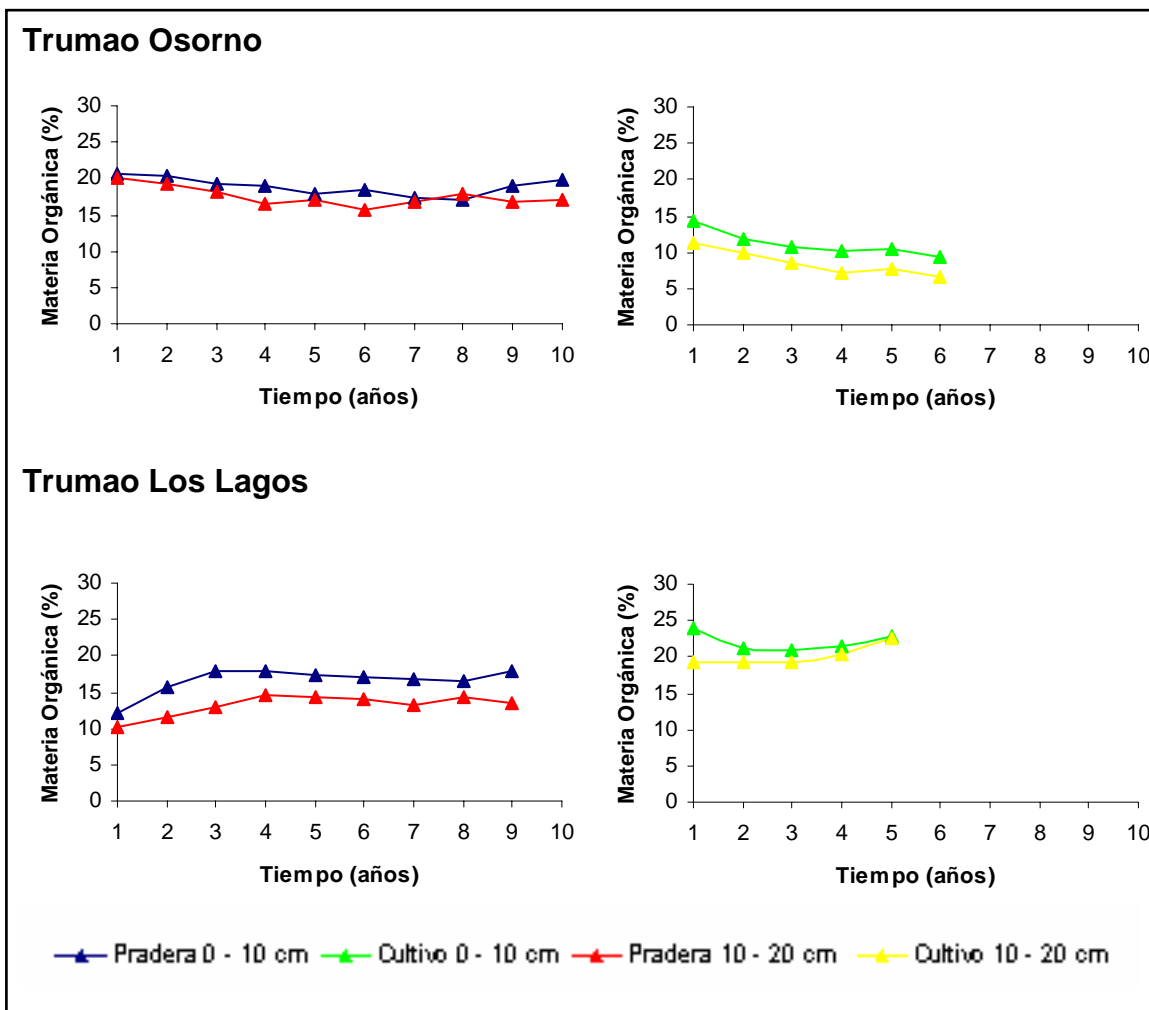 Trumao Osorno
Materia Orgánica (%)
30
25
20
15
10
5
0
1 2 3 4 5 6 7 8 9 10
Tiempo (años)
Materia Orgánica (%)
30
25
20
15
10
5
0
1 2 3 4 5 6 7 8 9 10
Tiempo (años)
Trumao Los Lagos
Materia Orgánica (%)
30
25
20
15
10
5
0
1 2 3 4 5 6 7 8 9 10
Tiempo (años)
Materia Orgánica (%)
30
25
20
15
10
5
0
1 2 3 4 5 6 7 8 9 10
Tiempo (años)
Pradera 0 - 10 cm Cultivo 0 - 10 cm Pradera 10 - 20 cm Cultivo 10 - 20 cm